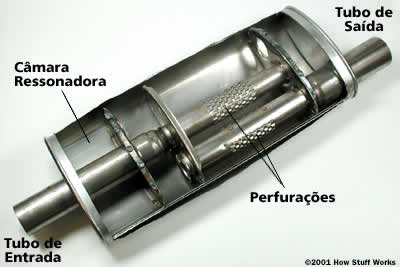 Tubo de
Saída
Câmara
Ressonadora
Perfurações
Tubo de
Entrada
©2001 How Stuff Works